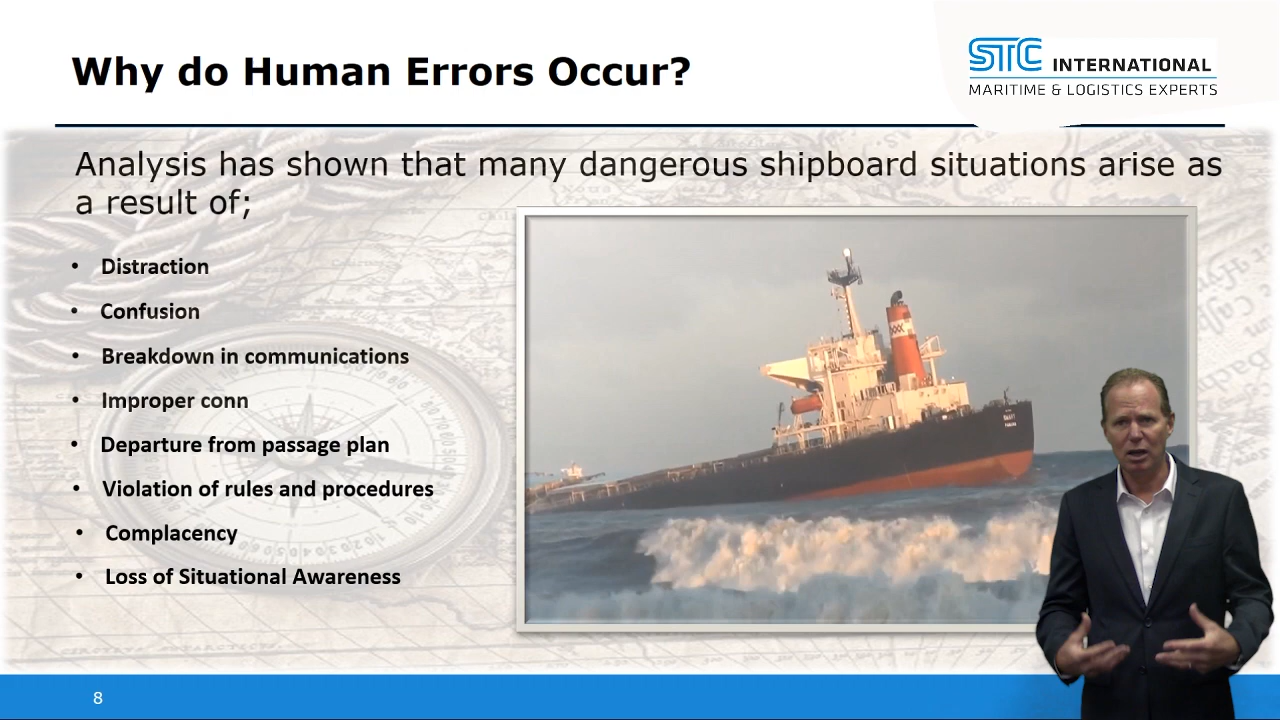 Why do Human Errors Occur?
STC INTERNATIONAL
MARITIME & LOGISTICS EXPERTS
Analysis has shown that many dangerous shipboard situations arise as
a result of;
• Distraction
• Confusion
• Breakdown in communications
• Improper conn
• Departure from passage plan
• Violation of rules and procedures
• Complacency
• Loss of Situational Awareness
8